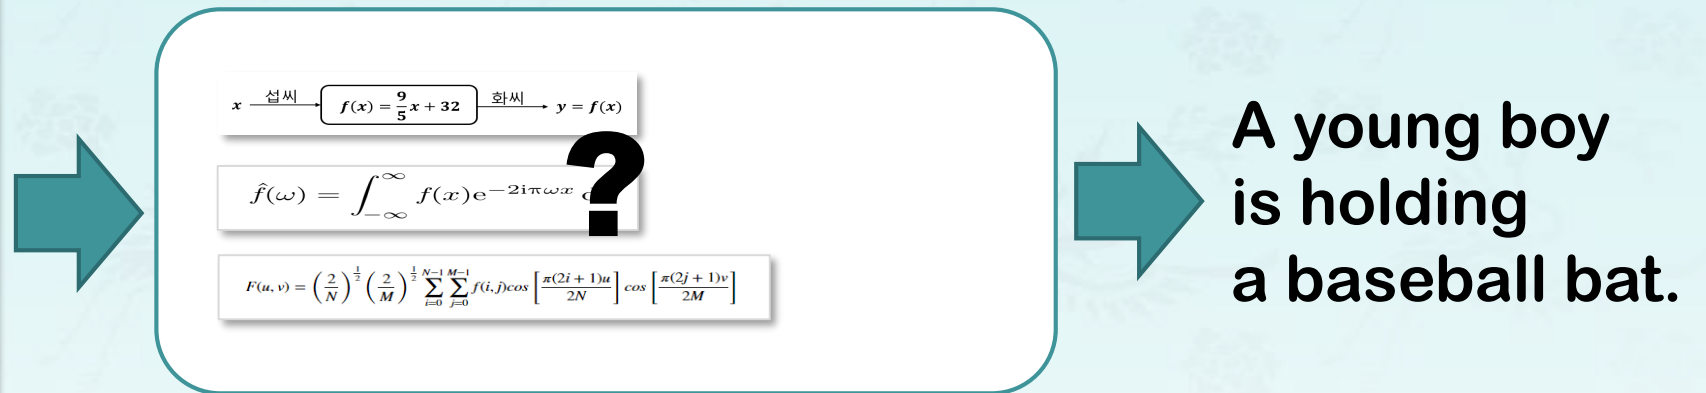 x 섭씨 f(x) = 9/5 x + 32 화씨 y = f(x)
f̂(ω) = ∫_{-∞}^{∞} f(x)e^{−2iπωx}
?
F(u, v) = (2/N)^{1/2} (2/M)^{1/2} Σ_{i=0}^{N−1} Σ_{j=0}^{M−1} f(i, j)cos [π(2i + 1)u / 2N] cos [π(2j + 1)v / 2M]
A young boy
is holding
a baseball bat.